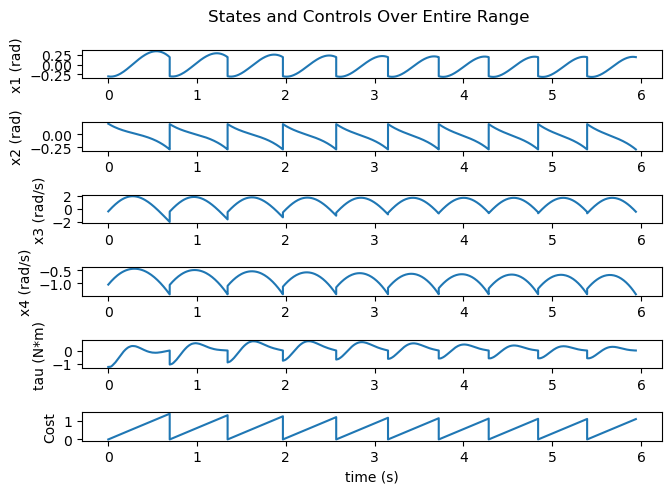 States and Controls Over Entire Range
x1 (rad)
0.25
0.00
−0.25
0 1 2 3 4 5 6
x2 (rad)
0.00
−0.25
0 1 2 3 4 5 6
x3 (rad/s)
2
0
−2
0 1 2 3 4 5 6
x4 (rad/s)
−0.5
−1.0
0 1 2 3 4 5 6
tau (N*m)
0
−1
0 1 2 3 4 5 6
Cost
1
0
0 1 2 3 4 5 6
time (s)